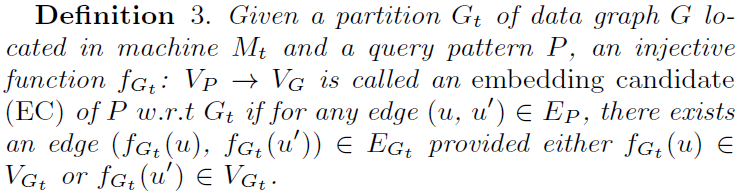 Definition 3. Given a partition G_t of data graph G lo-
cated in machine M_t and a query pattern P, an injective
function f_{G_t}: V_P → V_G is called an embedding candidate
(EC) of P w.r.t G_t if for any edge (u, u′) ∈ E_P, there exists
an edge (f_{G_t}(u), f_{G_t}(u′)) ∈ E_{G_t} provided either f_{G_t}(u) ∈
V_{G_t} or f_{G_t}(u′) ∈ V_{G_t}.